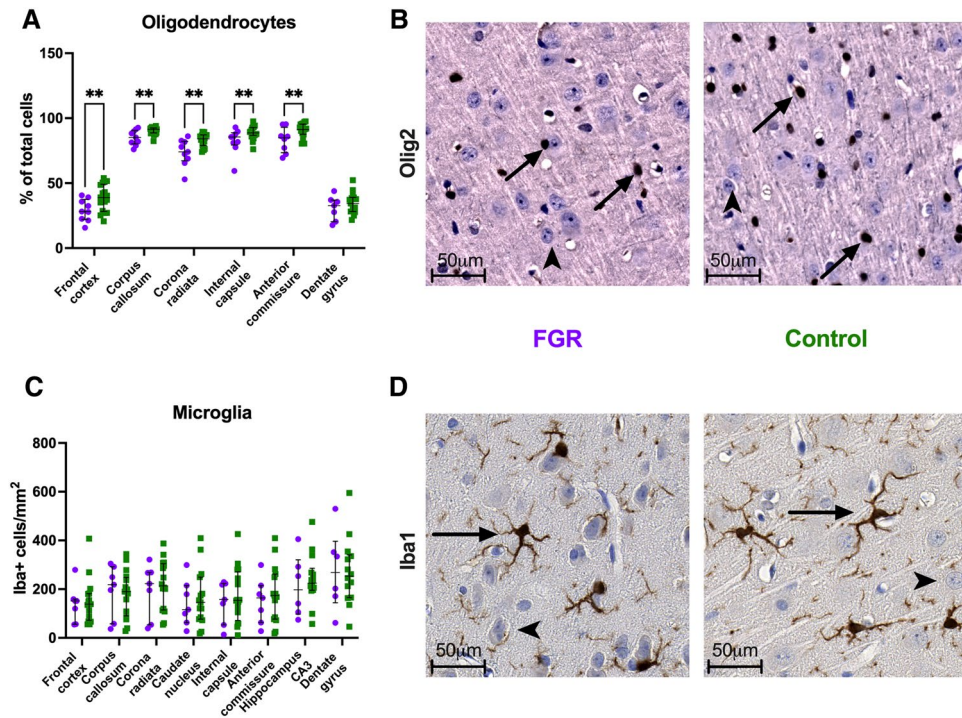 A
Oligodendrocytes
% of total cells
150
100
50
0
** ** ** ** **
Frontal cortex
Corpus callosum
Corona radiata
Internal capsule
Anterior commissure
Dentate gyrus
B
Olig2
50μm
50μm
FGR
Control
C
Microglia
Iba+ cells/mm²
800
600
400
200
0
Frontal cortex
Corpus callosum
Corona radiata
Caudate nucleus
Internal capsule
Anterior commissure
Hippocampus CA3
Dentate gyrus
D
Iba1
50μm
50μm